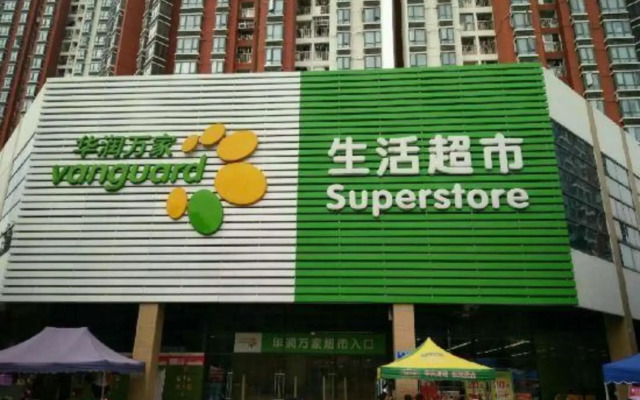 华润万家
vanguard
生活超市
Superstore
华润万家超市入口